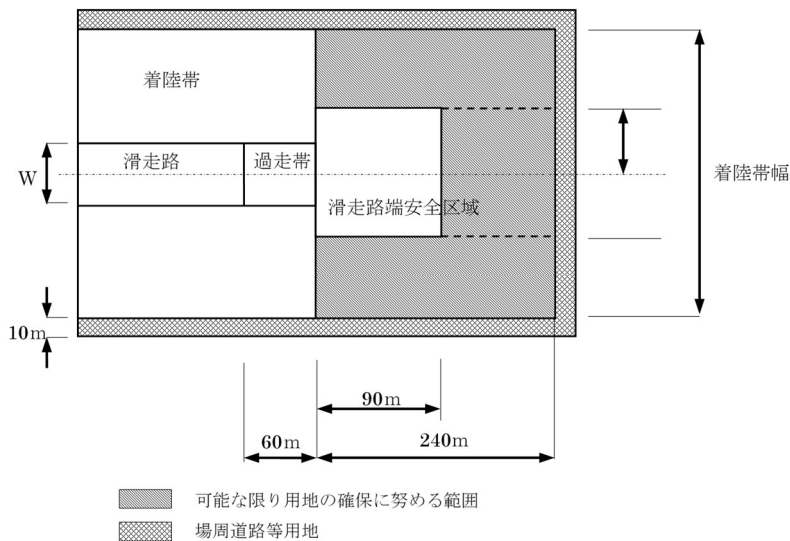 着陸帯
滑走路
過走帯
W
着陸帯幅
滑走路端安全区域
10m
90m
60m
240m
可能な限り用地の確保に努める範囲
場周道路等用地